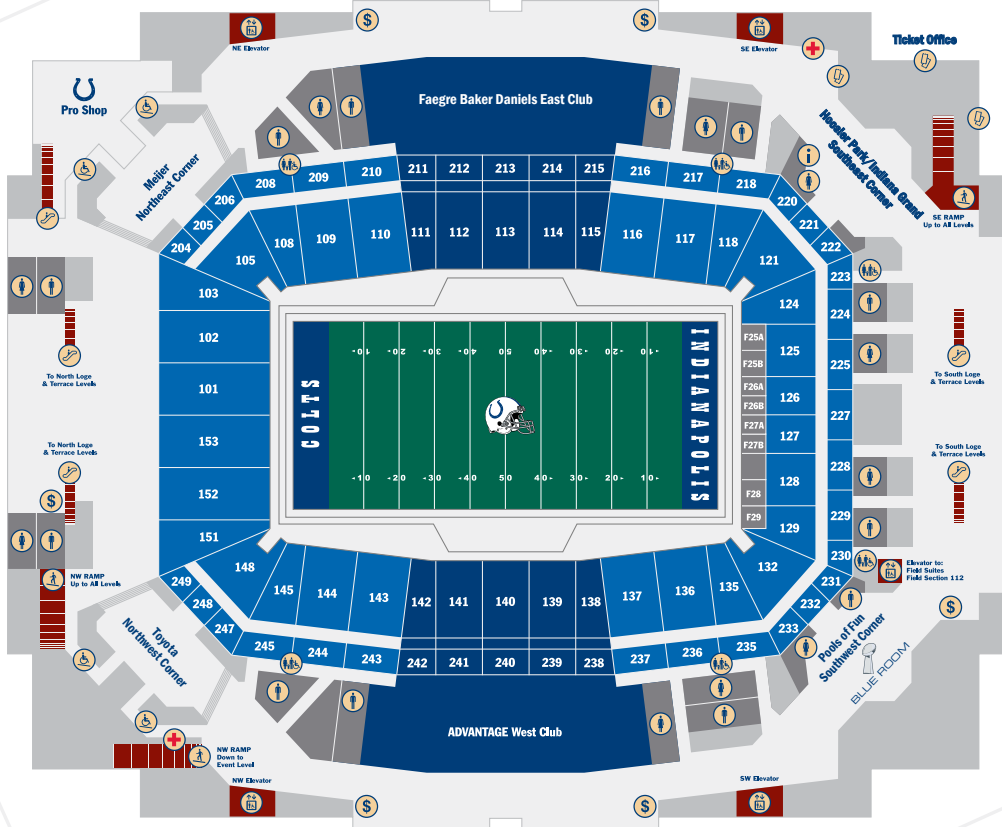 $
$
NE Elevator
SE Elevator
Ticket Office
Pro Shop
Faegre Baker Daniels East Club
Hoosier Park/Indiana Grand
Southeast Corner
Meijer
Northeast Corner
SE RAMP
Up to All Levels
211 212 213 214 215
208 209 210
216 217 218
206
205
204
220
221
222
223
224
225
227
228
229
230
231
232
233
105 108 109 110 111 112 113 114 115 116 117 118 121
103
102
101
153
152
151
124
125
126
127
128
129
F25A
F25B
F26A
F26B
F27A
F27B
F28
F29
10 20 30 40 50 40 30 20 10
COLTS
INDIANAPOLIS
10 20 30 40 50 40 30 20 10
To North Loge
& Terrace Levels
To South Loge
& Terrace Levels
To North Loge
& Terrace Levels
To South Loge
& Terrace Levels
$
NW RAMP
Up to All Levels
Elevator to:
Field Suites
Field Section 112
148 145 144 143 142 141 140 139 138 137 136 135 132
249
248
247
245 244 243 242 241 240 239 238 237 236 235
Toyota
Northwest Corner
Pools of Fun
Southwest Corner
BLUE ROOM
$
ADVANTAGE West Club
NW RAMP
Down to
Event Level
NW Elevator
SW Elevator
$
$